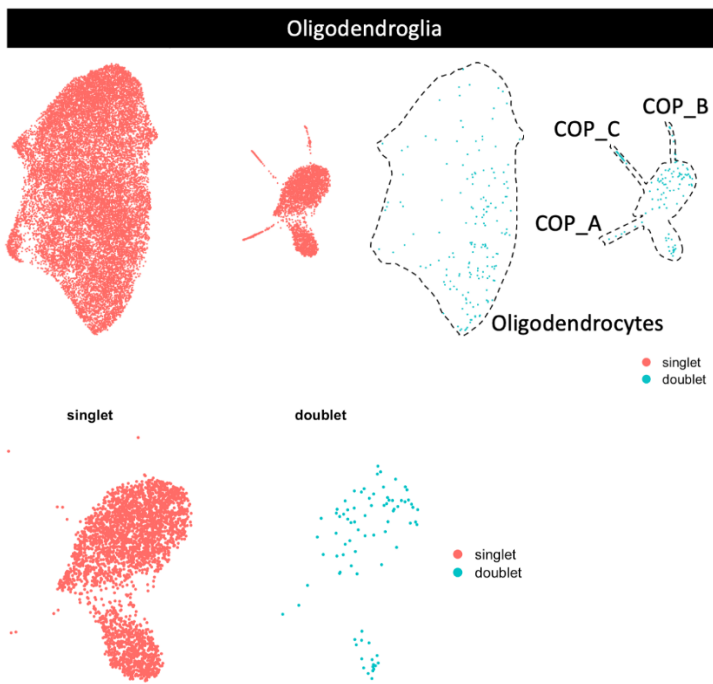 Oligodendroglia
COP_B
COP_C
COP_A
Oligodendrocytes
singlet
doublet
singlet
doublet
singlet
doublet